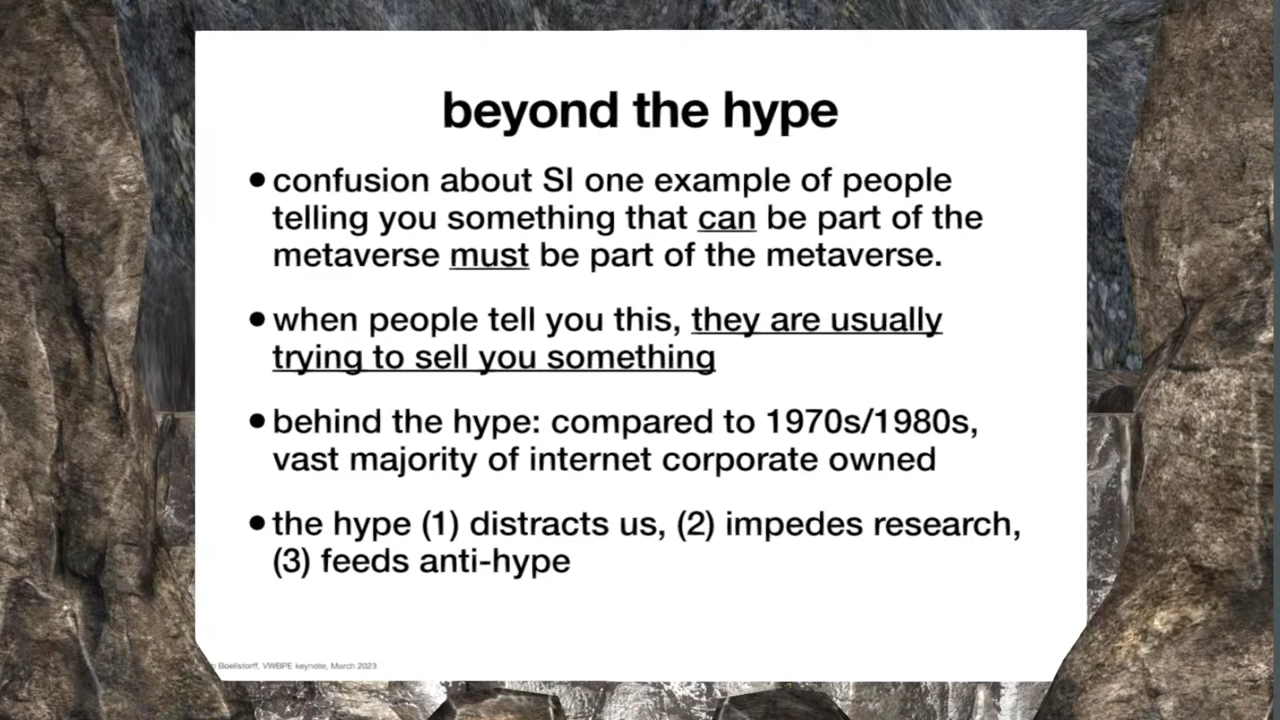 beyond the hype
• confusion about SI one example of people
telling you something that can be part of the
metaverse must be part of the metaverse.
• when people tell you this, they are usually
trying to sell you something
• behind the hype: compared to 1970s/1980s,
vast majority of internet corporate owned
• the hype (1) distracts us, (2) impedes research,
(3) feeds anti-hype
Boellstorff, VWBPE keynote, March 2023